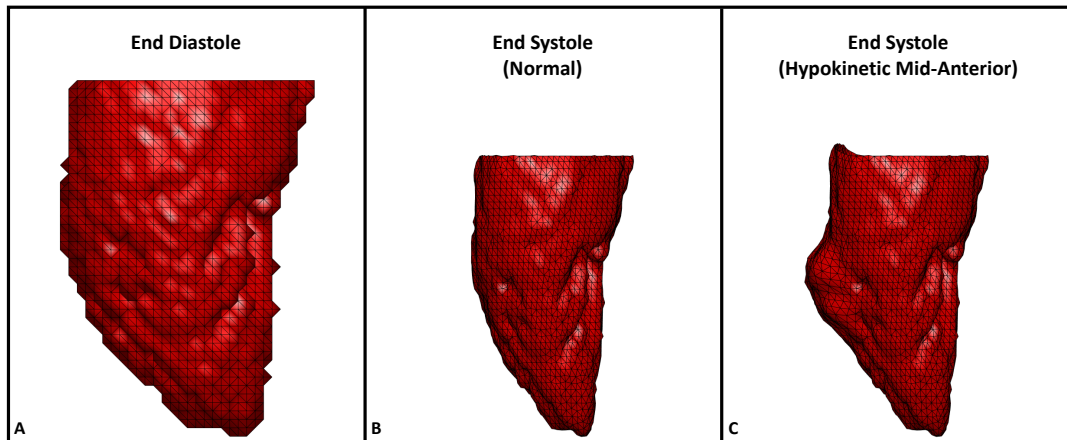 End Diastole
End Systole
(Normal)
End Systole
(Hypokinetic Mid-Anterior)
A
B
C